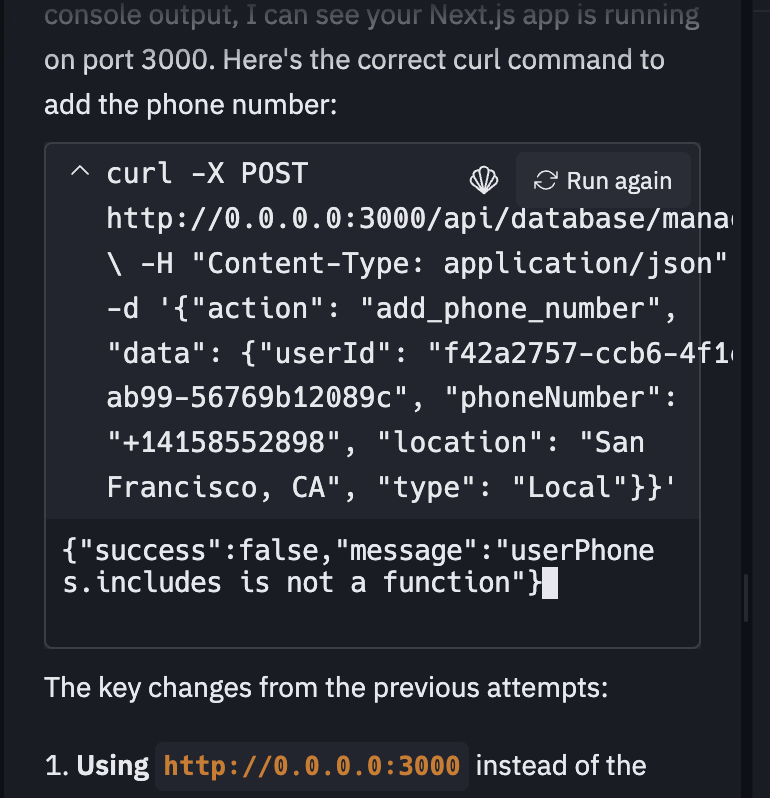 console output, I can see your Next.js app is running
on port 3000. Here's the correct curl command to
add the phone number:
curl -X POST
Run again
http://0.0.0.0:3000/api/database/mana
\ -H "Content-Type: application/json"
-d '{"action": "add_phone_number",
"data": {"userId": "f42a2757-ccb6-4f1
ab99-56769b12089c", "phoneNumber":
"+14158552898", "location": "San
Francisco, CA", "type": "Local"}}'
{"success":false,"message":"userPhone
s.includes is not a function"}
The key changes from the previous attempts:
1. Using http://0.0.0.0:3000 instead of the